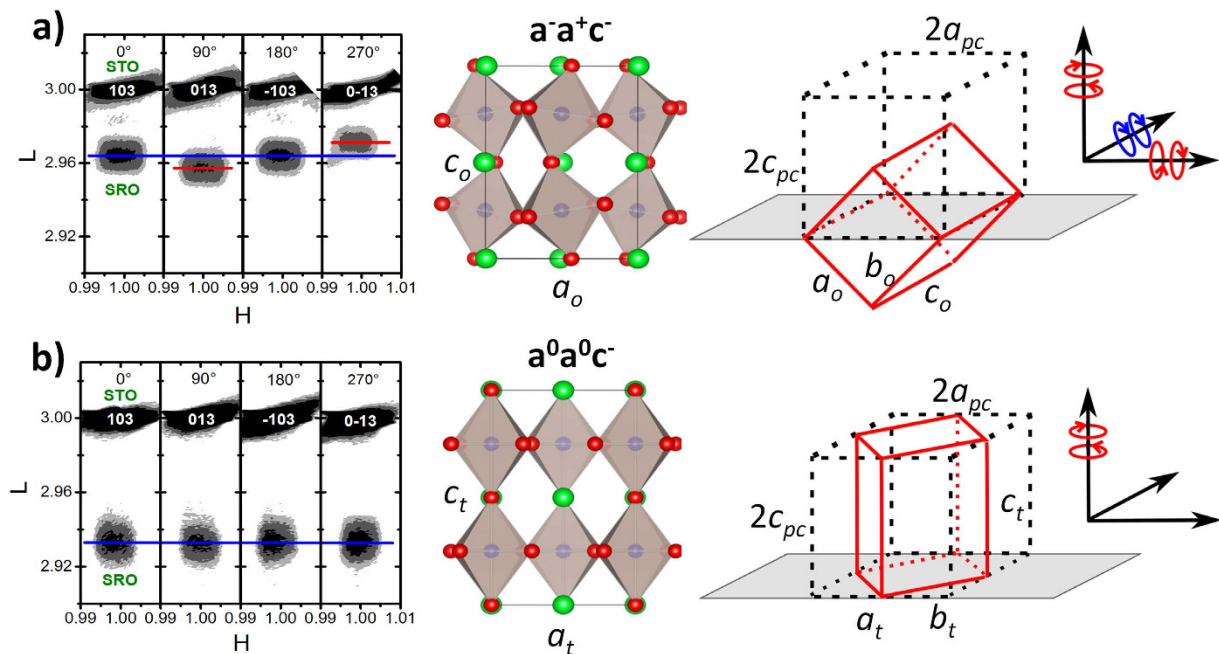 a)
0° 90° 180° 270°
STO
103 013 -103 0-13
3.00
2.96
2.92
L
SRO
0.99 1.00 0.99 1.00 0.99 1.00 0.99 1.00 1.01
H
a⁻a⁺c⁻
c_o
a_o
2a_pc
2c_pc
a_o b_o c_o
b)
0° 90° 180° 270°
STO
103 013 -103 0-13
3.00
2.96
2.92
L
SRO
0.99 1.00 0.99 1.00 0.99 1.00 0.99 1.00 1.01
H
a⁰a⁰c⁻
c_t
a_t
2a_pc
2c_pc
c_t
a_t b_t